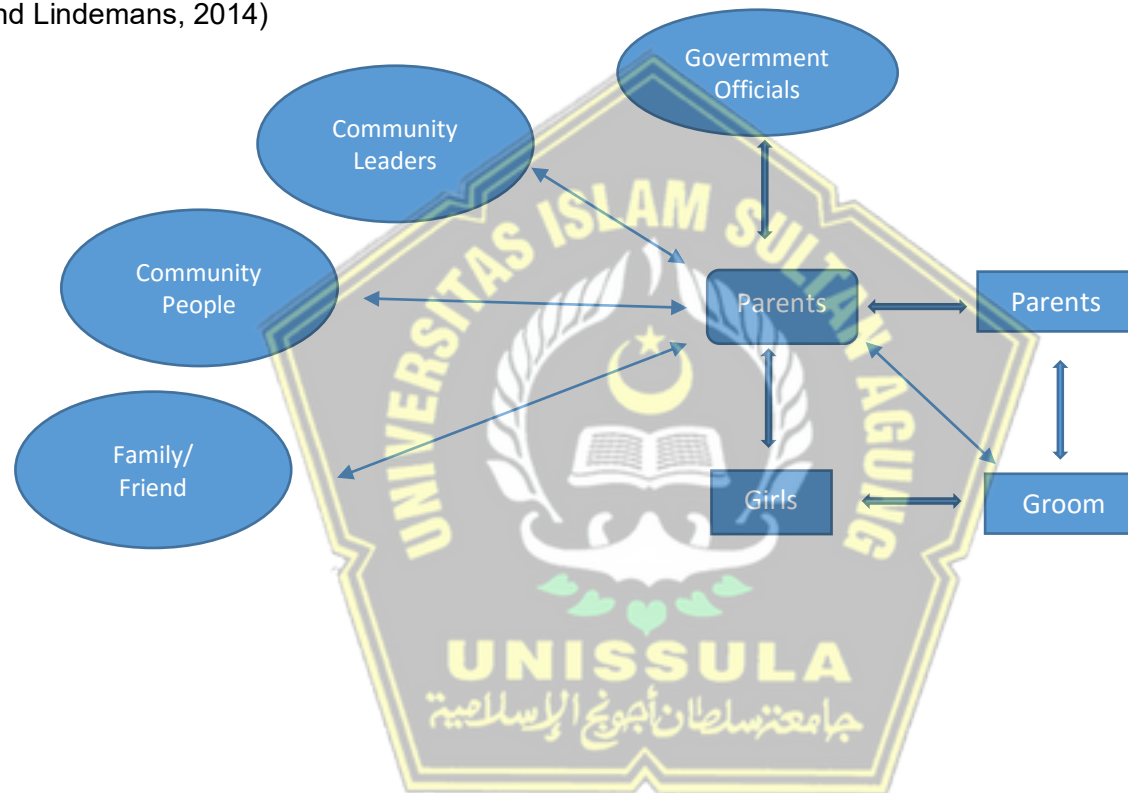 nd Lindemans, 2014)
Govermment
Officials
Community
Leaders
Community
People
Parents
Parents
Family/
Friend
Girls
Groom
UNIVERSITAS ISLAM SULTAN AGUNG
UNISSULA
جامعتنسلطان أجونج الإسلامية